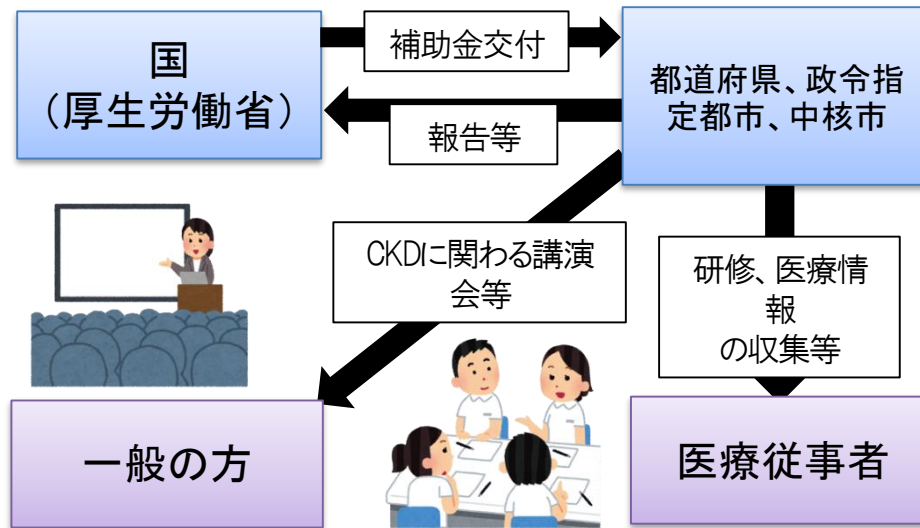 国
（厚生労働省）
補助金交付
都道府県、政令指
定都市、中核市
報告等
CKDに関わる講演
会等
研修、医療情
報
の収集等
一般の方
医療従事者